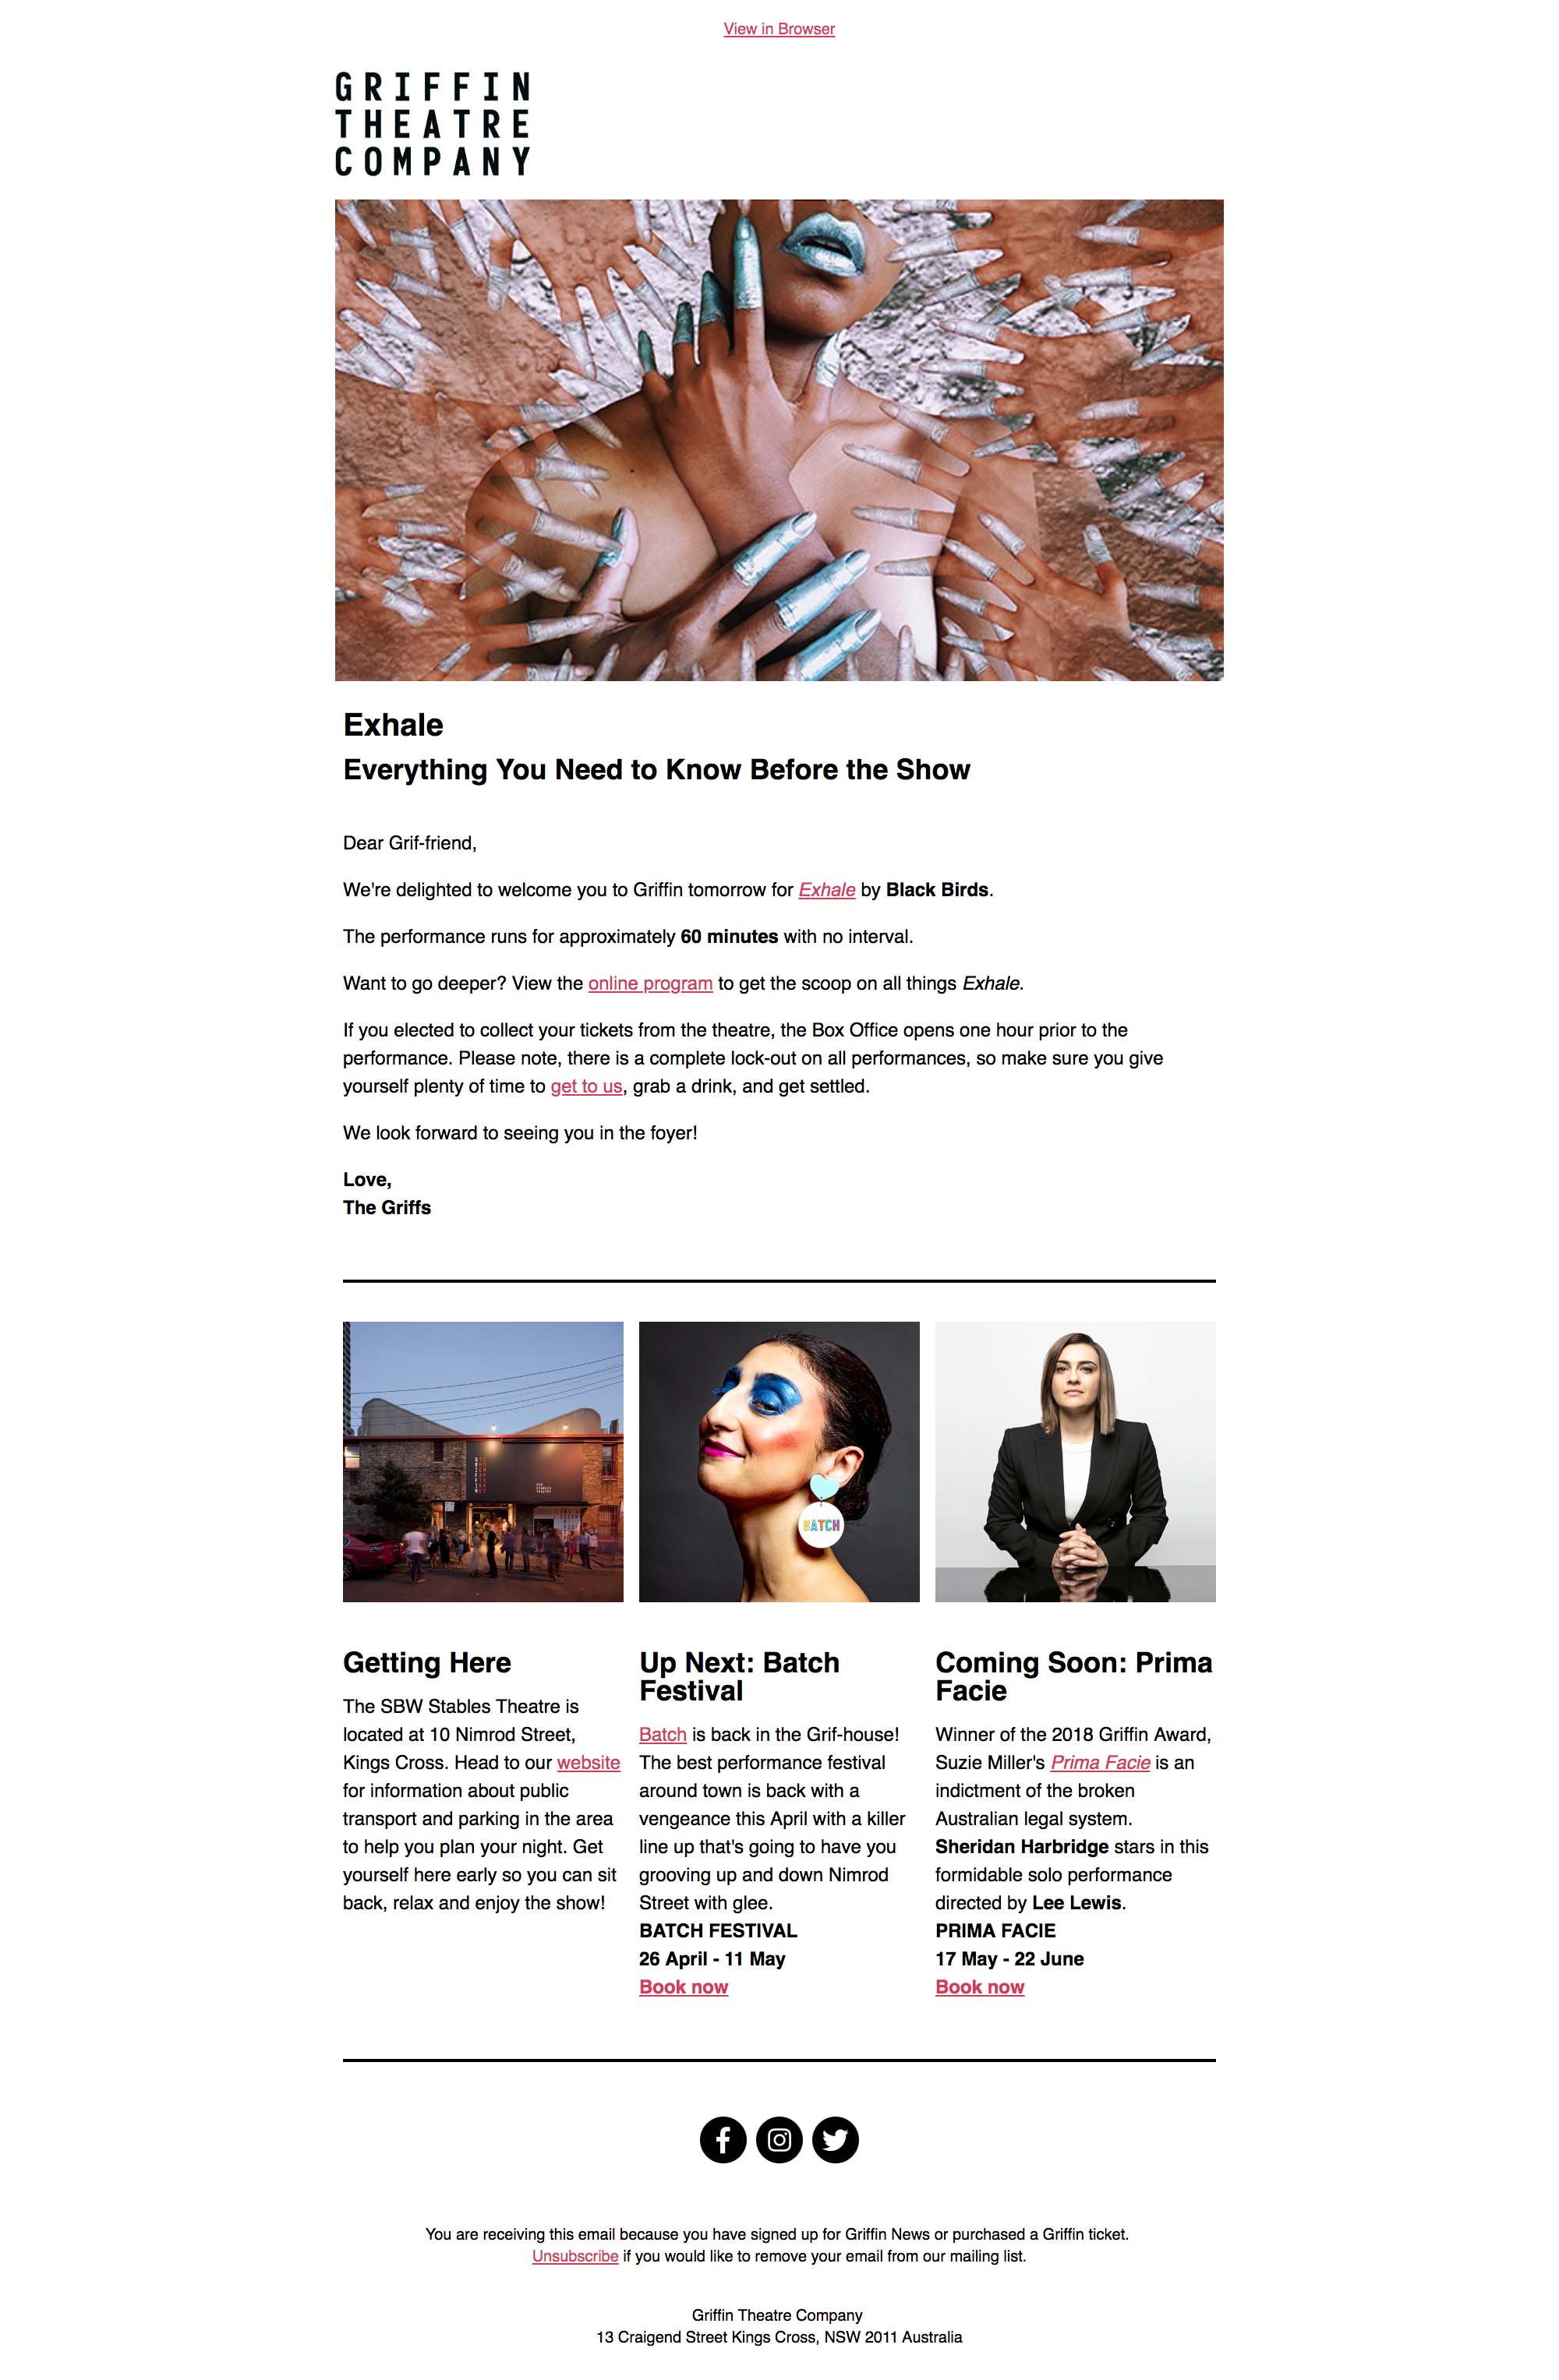 View in Browser
GRIFFIN
THEATRE
COMPANY
Exhale
Everything You Need to Know Before the Show
Dear Grif-friend,
We're delighted to welcome you to Griffin tomorrow for Exhale by Black Birds.
The performance runs for approximately 60 minutes with no interval.
Want to go deeper? View the online program to get the scoop on all things Exhale.
If you elected to collect your tickets from the theatre, the Box Office opens one hour prior to the
performance. Please note, there is a complete lock-out on all performances, so make sure you give
yourself plenty of time to get to us, grab a drink, and get settled.
We look forward to seeing you in the foyer!
Love,
The Griffs
BATCH
Getting Here
The SBW Stables Theatre is
located at 10 Nimrod Street,
Kings Cross. Head to our website
for information about public
transport and parking in the area
to help you plan your night. Get
yourself here early so you can sit
back, relax and enjoy the show!
Up Next: Batch
Festival
Batch is back in the Grif-house!
The best performance festival
around town is back with a
vengeance this April with a killer
line up that's going to have you
grooving up and down Nimrod
Street with glee.
BATCH FESTIVAL
26 April - 11 May
Book now
Coming Soon: Prima
Facie
Winner of the 2018 Griffin Award,
Suzie Miller's Prima Facie is an
indictment of the broken
Australian legal system.
Sheridan Harbridge stars in this
formidable solo performance
directed by Lee Lewis.
PRIMA FACIE
17 May - 22 June
Book now
You are receiving this email because you have signed up for Griffin News or purchased a Griffin ticket.
Unsubscribe if you would like to remove your email from our mailing list.
Griffin Theatre Company
13 Craigend Street Kings Cross, NSW 2011 Australia